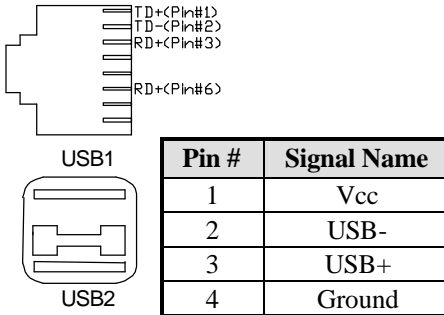 TD+(Pin#1)
TD-(Pin#2)
RD+(Pin#3)
RD+(Pin#6)
USB1
USB2
Pin # Signal Name
1 Vcc
2 USB-
3 USB+
4 Ground